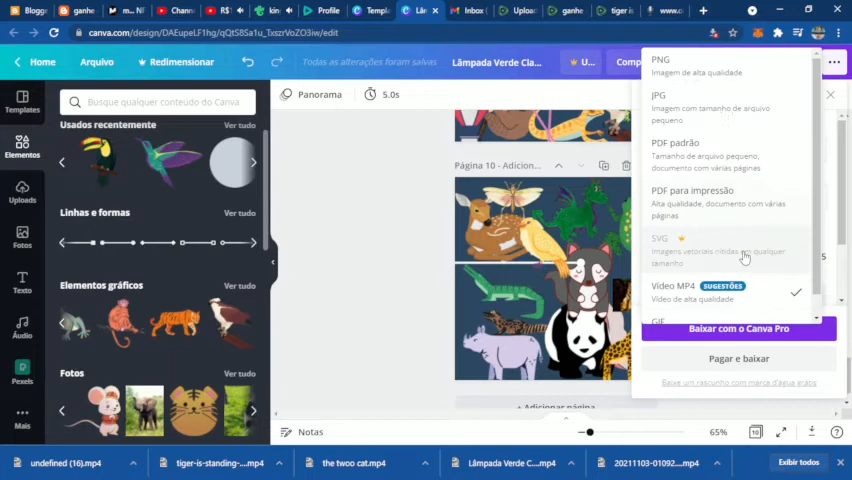 Blogge
ganhe
m... NF
Chann
R$
king
Profile
Templa
Lâm
Inbox (
Upload
ganhe
tiger is
www.c
canva.com/design/DAEupeLF1hg/qQtS8Sa1u_TxszrVoZO3iw/edit
Home
Arquivo
Redimensionar
Todas as alterações foram salvas
Lâmpada Verde Cla...
U...
Comp
Templates
Elementos
Uploads
Fotos
Texto
Áudio
Pexels
Mais
Busque qualquer conteúdo do Canva
Usados recentemente
Ver tudo
Linhas e formas
Ver tudo
Elementos gráficos
Ver tudo
Fotos
Ver tudo
Panorama
5.0s
Página 10 - Adicion...
+ Adicionar página
PNG
Imagem de alta qualidade
JPG
Imagem com tamanho de arquivo
pequeno
PDF padrão
Tamanho de arquivo pequeno,
documento com várias páginas
PDF para impressão
Alta qualidade, documento com várias
páginas
SVG
Imagens vetoriais nítidas em qualquer
tamanho
5
Vídeo MP4 SUGESTÕES
Vídeo de alta qualidade
GIF
Baixar com o Canva Pro
Pagar e baixar
Baixe um rascunho com marca d'água grátis
Notas
65%
10
undefined (16).mp4
tiger-is-standing-....mp4
the twoo cat.mp4
Lâmpada Verde C....mp4
20211103-01092....mp4
Exibir todos